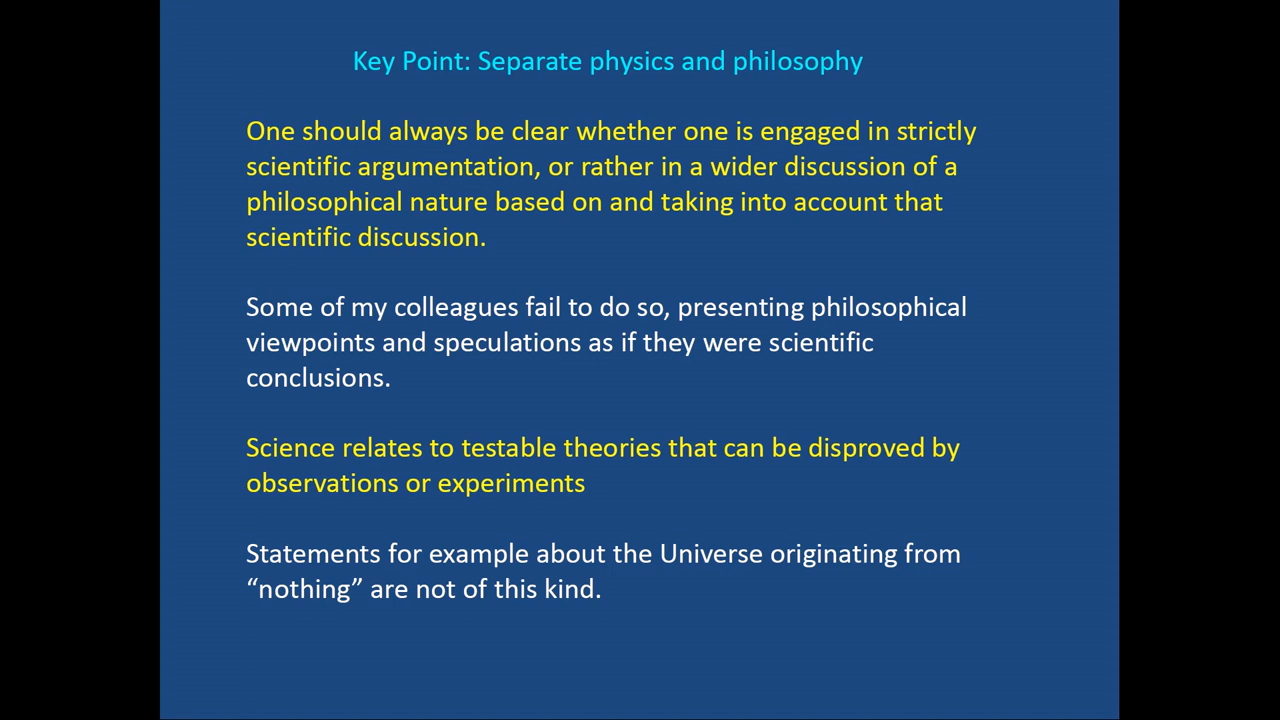 Key Point: Separate physics and philosophy
One should always be clear whether one is engaged in strictly
scientific argumentation, or rather in a wider discussion of a
philosophical nature based on and taking into account that
scientific discussion.
Some of my colleagues fail to do so, presenting philosophical
viewpoints and speculations as if they were scientific
conclusions.
Science relates to testable theories that can be disproved by
observations or experiments
Statements for example about the Universe originating from
“nothing” are not of this kind.